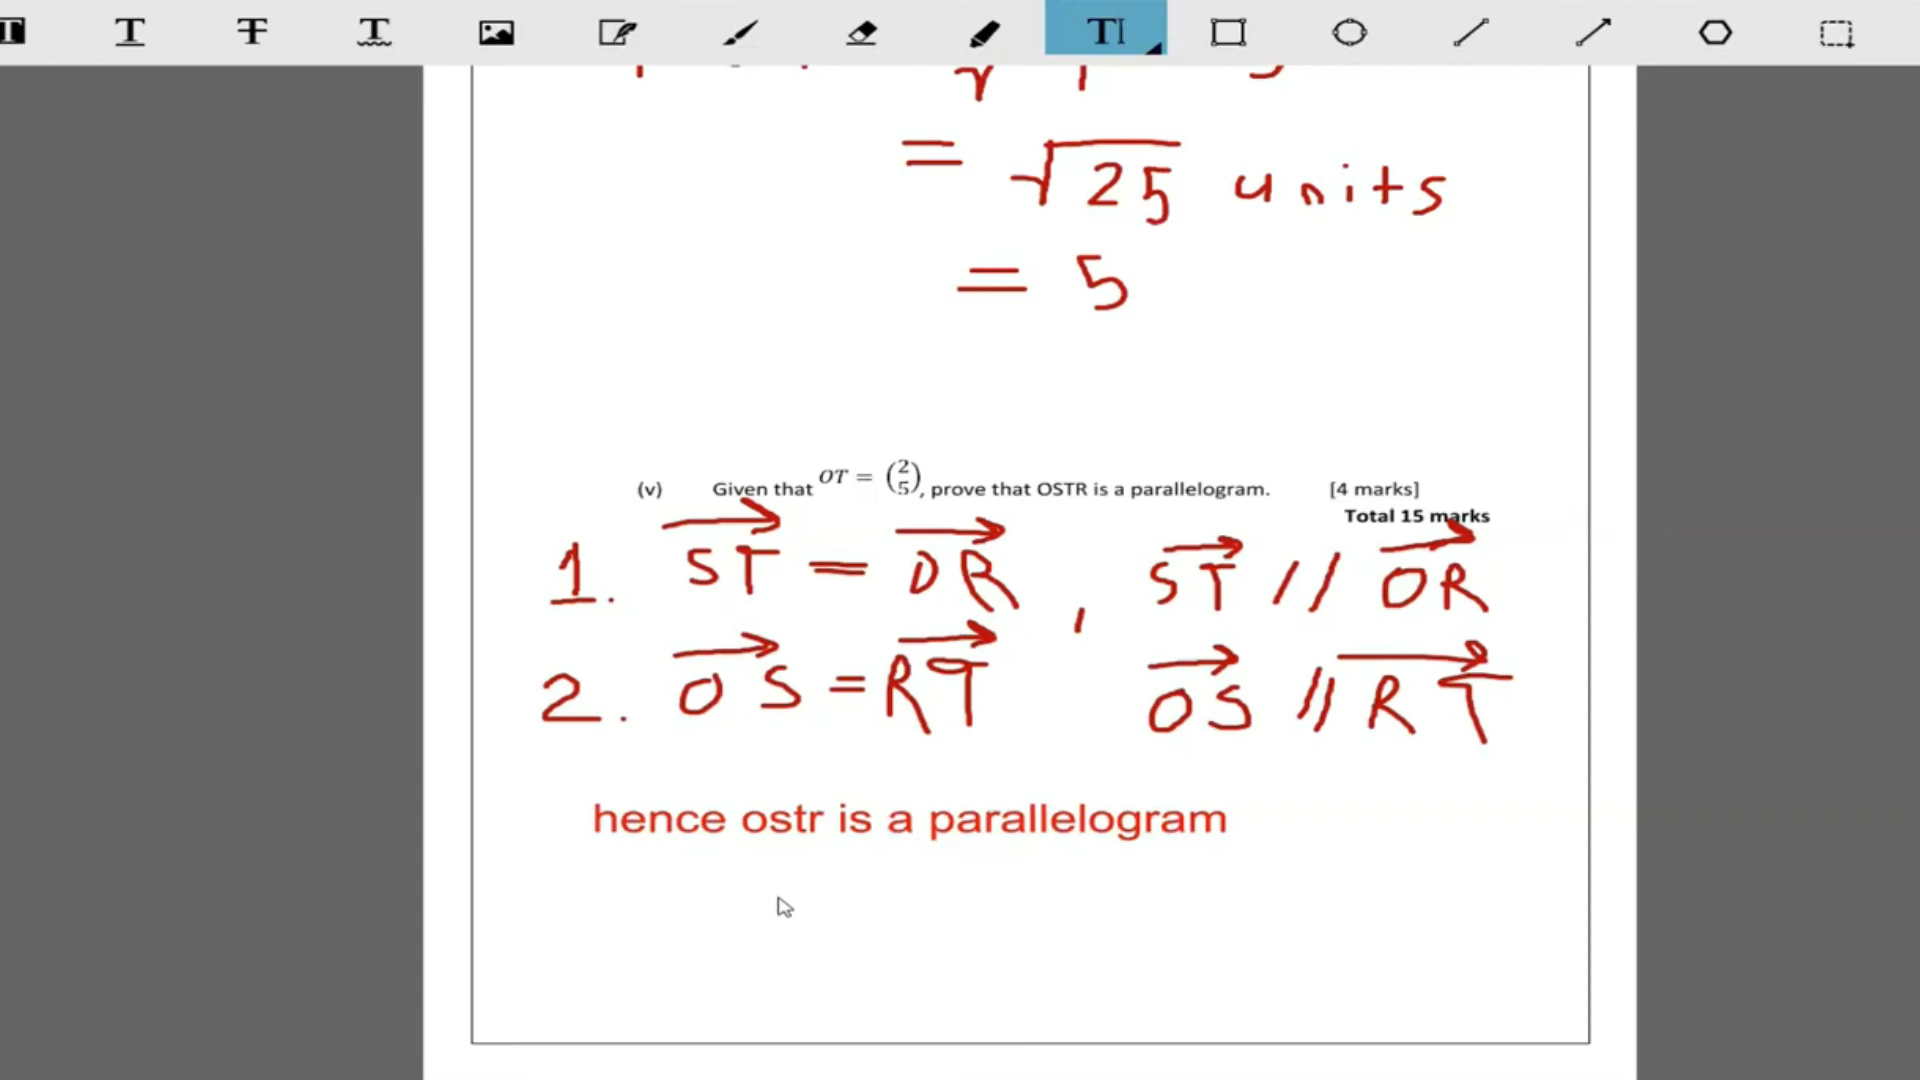 = √25 units
= 5
(v) Given that OT = (2 5), prove that OSTR is a parallelogram. [4 marks]
Total 15 marks
1. ST = OR , ST // OR
2. OS = RT OS // RT
hence ostr is a parallelogram